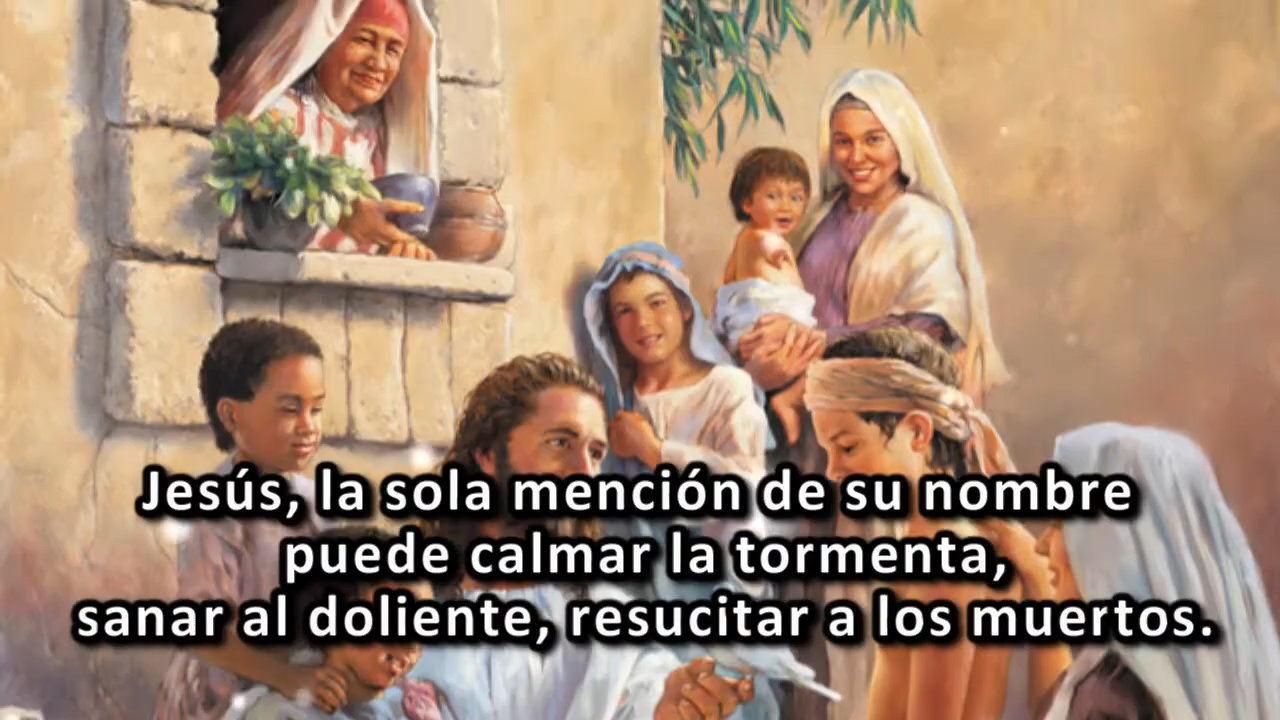 Jesús, la sola mención de su nombre
puede calmar la tormenta,
sanar al doliente, resucitar a los muertos.